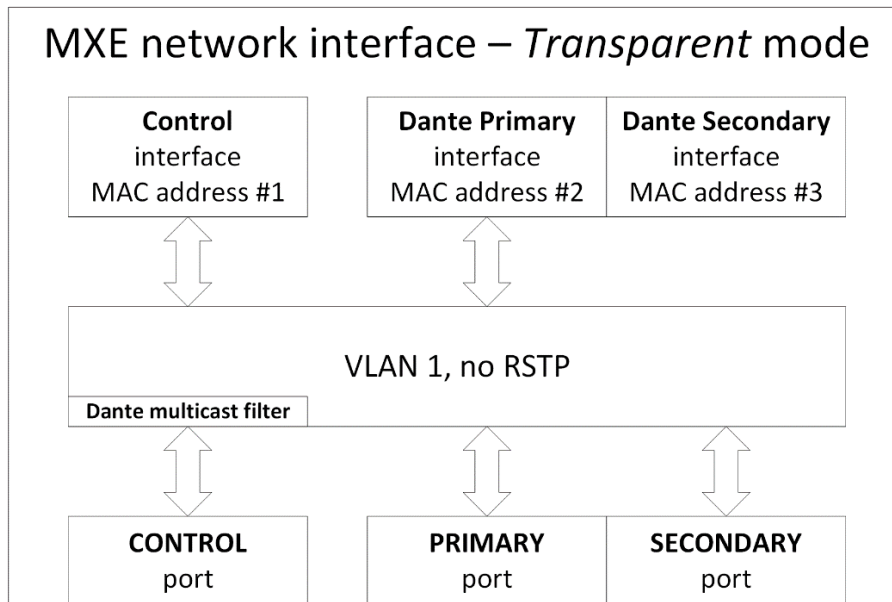 MXE network interface – Transparent mode
Control
interface
MAC address #1
Dante Primary
interface
MAC address #2
Dante Secondary
interface
MAC address #3
VLAN 1, no RSTP
Dante multicast filter
CONTROL
port
PRIMARY
port
SECONDARY
port